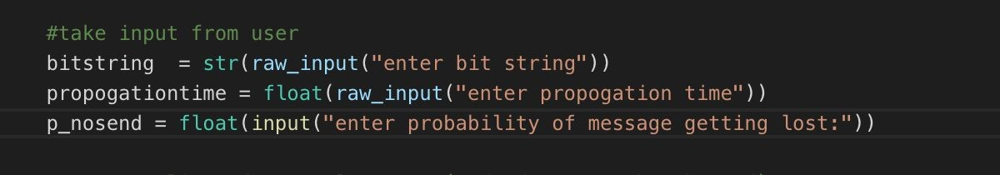 #take input from user
bitstring  = str(raw_input("enter bit string"))
propogationtime = float(raw_input("enter propogation time"))
p_nosend = float(input("enter probability of message getting lost:"))